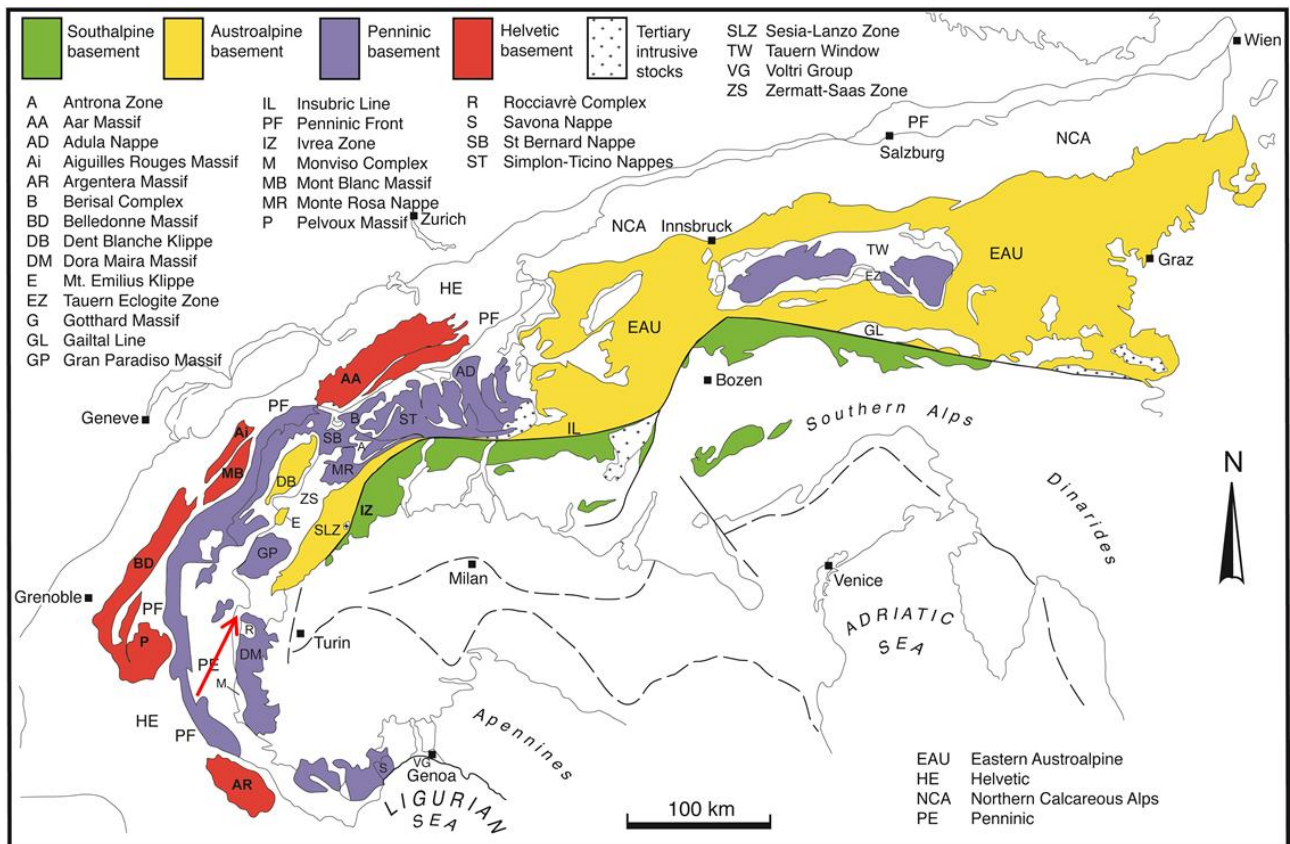 Southalpine basement
Austroalpine basement
Penninic basement
Helvetic basement
Tertiary intrusive stocks
SLZ Sesia-Lanzo Zone
TW Tauern Window
VG Voltri Group
ZS Zermatt-Saas Zone
A Antrona Zone
AA Aar Massif
AD Adula Nappe
Ai Aiguilles Rouges Massif
AR Argentera Massif
B Berisal Complex
BD Belledonne Massif
DB Dent Blanche Klippe
DM Dora Maira Massif
E Mt. Emilius Klippe
EZ Tauern Eclogite Zone
G Gotthard Massif
GL Gailtal Line
GP Gran Paradiso Massif
IL Insubric Line
PF Penninic Front
IZ Ivrea Zone
M Monviso Complex
MB Mont Blanc Massif
MR Monte Rosa Nappe
P Pelvoux Massif
R Rocciavrè Complex
S Savona Nappe
SB St Bernard Nappe
ST Simplon-Ticino Nappes
Wien
PF
NCA
Salzburg
Zurich
NCA
Innsbruck
TW
EZ
EAU
Graz
HE
PF
EAU
GL
AA
AD
Bozen
Geneve
PF
B
ST
SB
A
IL
Southern Alps
Ai
MB
MR
DB
ZS
N
Dinarides
E
SLZ
IZ
GP
BD
Milan
Venice
Grenoble
PF
ADRIATIC
SEA
P
R
Turin
PE
DM
M
HE
PF
Apennines
S
VG
Genoa
AR
LIGURIAN
SEA
100 km
EAU Eastern Austroalpine
HE Helvetic
NCA Northern Calcareous Alps
PE Penninic